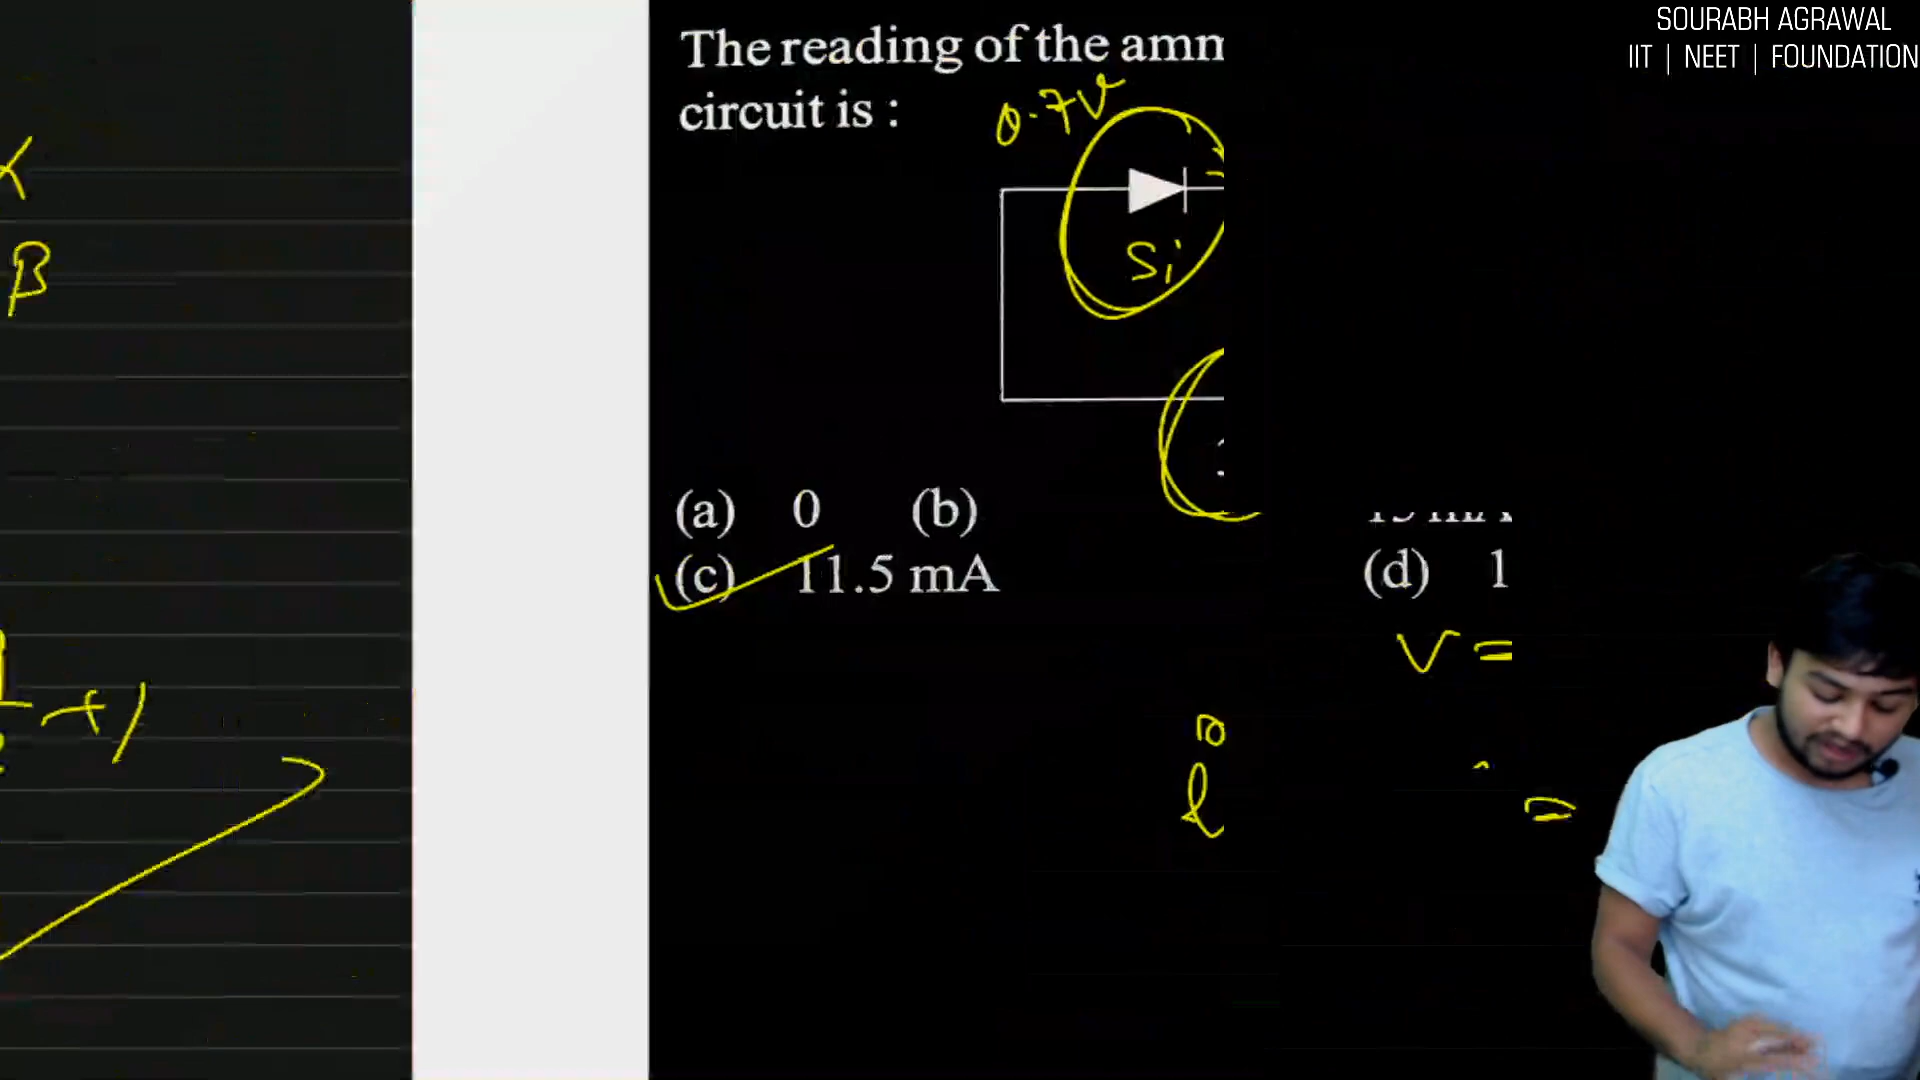 SOURABH AGRAWAL
IIT | NEET | FOUNDATION
The reading of the amm
circuit is :
0.7V
Si
(a) 0 (b)
(c) 11.5 mA
(d) 1
V =
=
β
+1